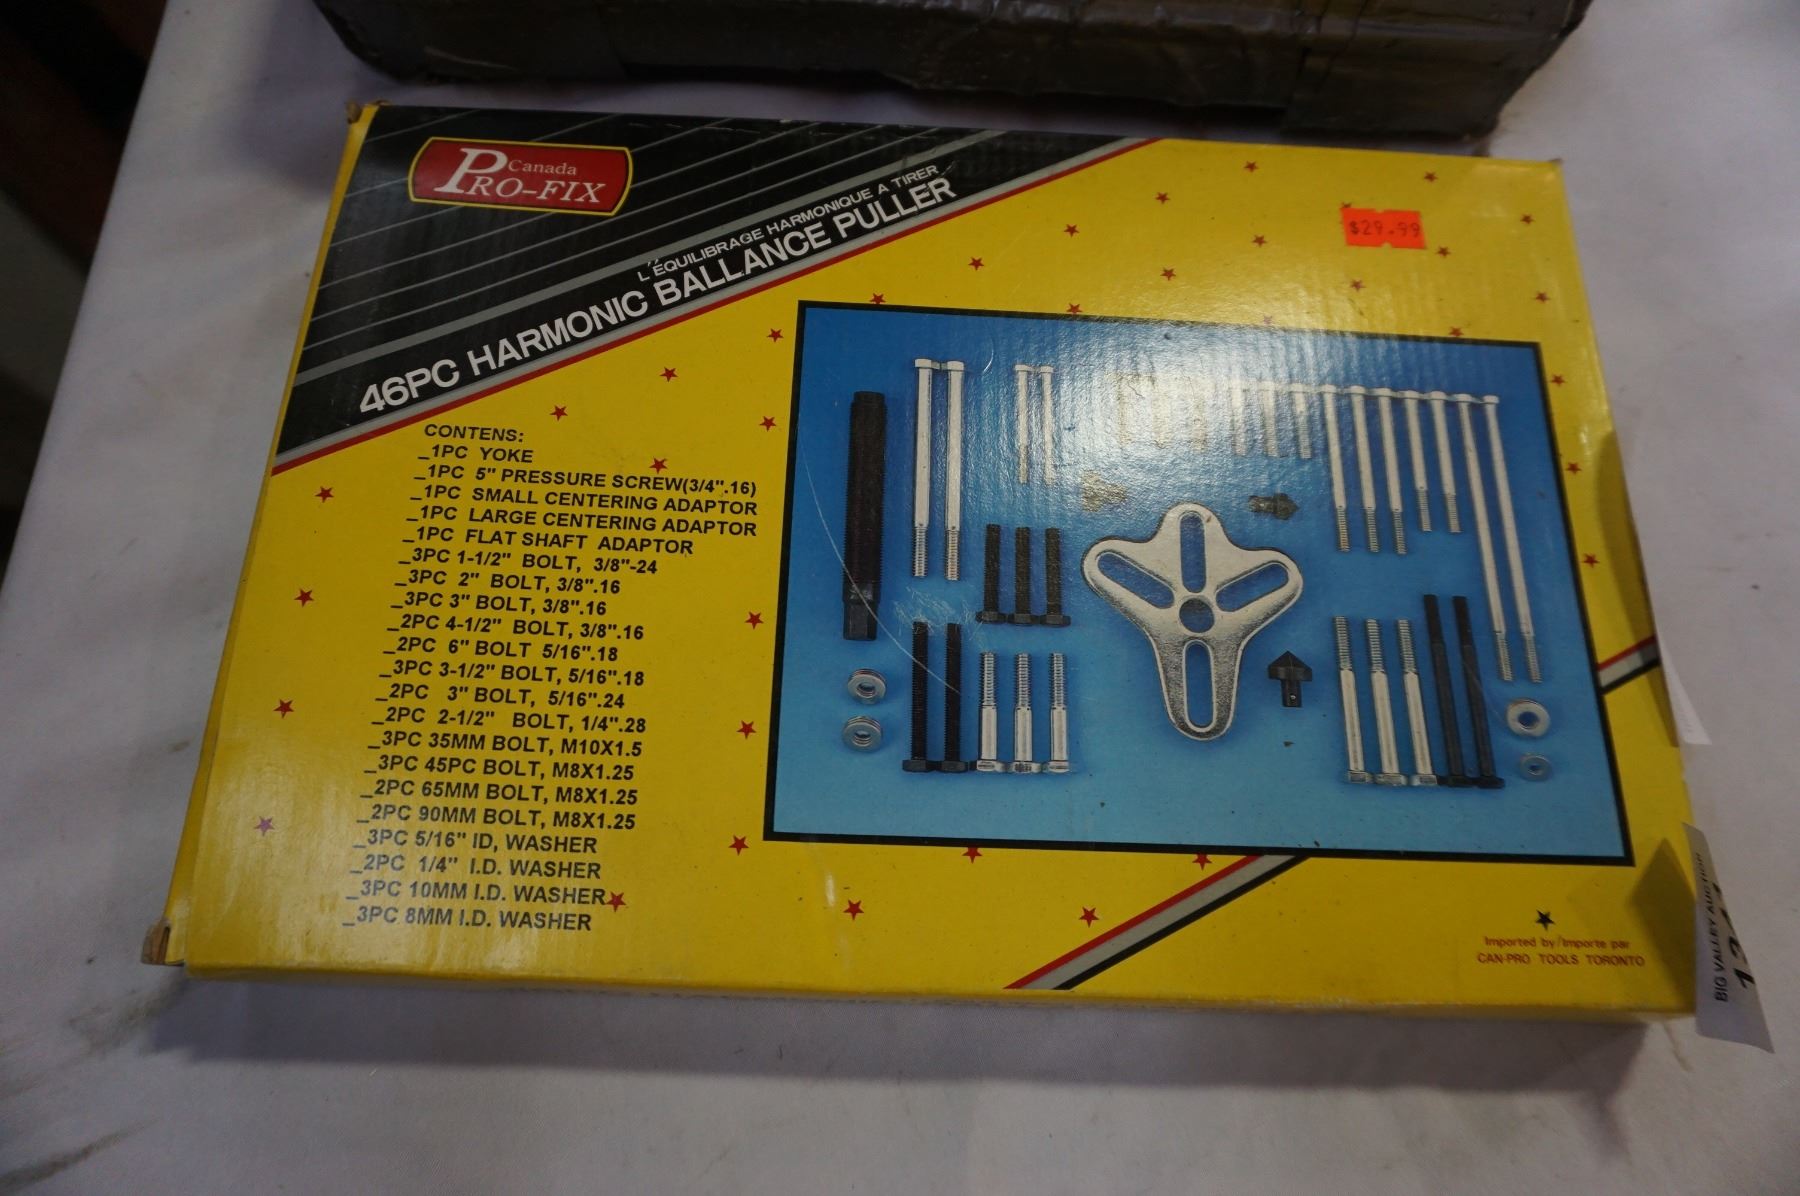 Canada
PRO-FIX
L'ÉQUILIBRAGE HARMONIQUE A TIRER
46PC HARMONIC BALLANCE PULLER
$29.99
CONTENS:
_1PC YOKE
_1PC 5" PRESSURE SCREW(3/4".16)
_1PC SMALL CENTERING ADAPTOR
_1PC LARGE CENTERING ADAPTOR
_1PC FLAT SHAFT ADAPTOR
_3PC 1-1/2" BOLT, 3/8"-24
_3PC 2" BOLT, 3/8".16
_3PC 3" BOLT, 3/8".16
_2PC 4-1/2" BOLT, 3/8".16
_2PC 6" BOLT 5/16".18
_3PC 3-1/2" BOLT, 5/16".18
_2PC 3" BOLT, 5/16".24
_2PC 2-1/2" BOLT, 1/4".28
_3PC 35MM BOLT, M10X1.5
_3PC 45PC BOLT, M8X1.25
_2PC 65MM BOLT, M8X1.25
_2PC 90MM BOLT, M8X1.25
_3PC 5/16" ID, WASHER
_2PC 1/4" I.D. WASHER
_3PC 10MM I.D. WASHER
_3PC 8MM I.D. WASHER
Imported by/Importe par
CAN-PRO TOOLS TORONTO
BIG VALLEY AUCTION